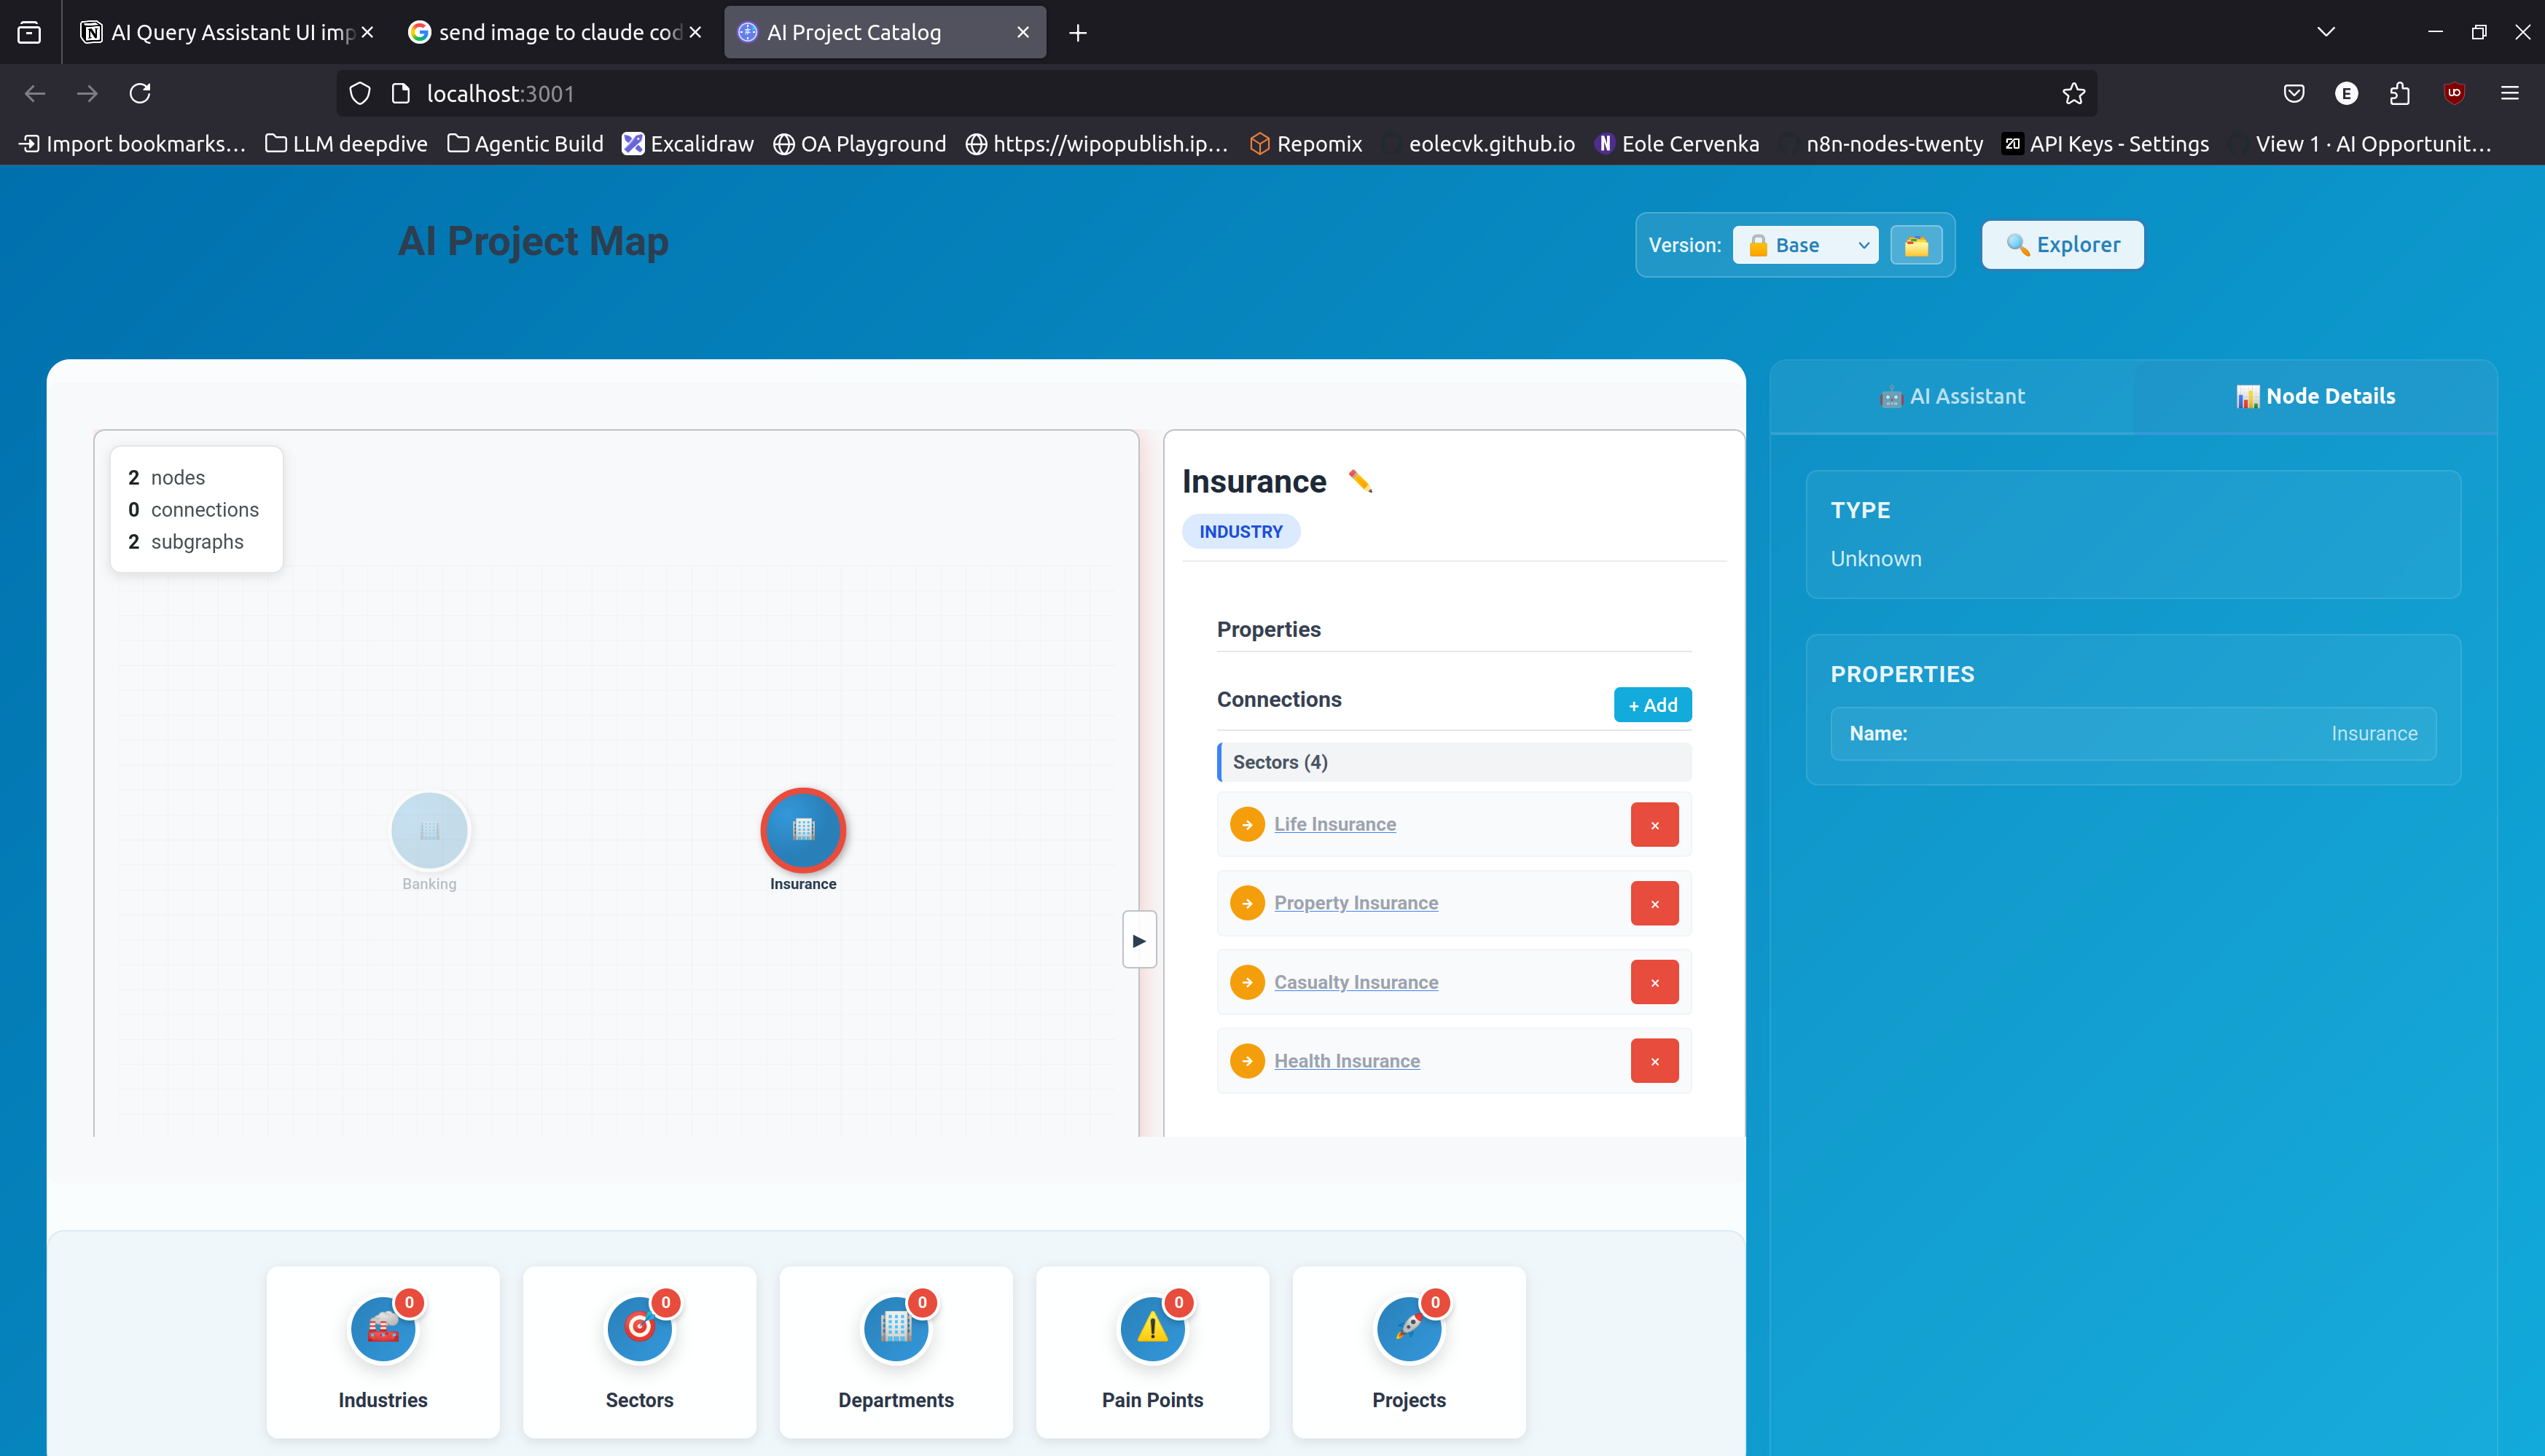 AI Query Assistant UI imp
send image to claude cod
AI Project Catalog
localhost:3001
Import bookmarks...
LLM deepdive
Agentic Build
Excalidraw
OA Playground
https://wipopublish.ip...
Repomix
eolecvk.github.io
Eole Cervenka
n8n-nodes-twenty
API Keys - Settings
View 1 · AI Opportunit...
AI Project Map
Version:
Base
Explorer
2 nodes
0 connections
2 subgraphs
Banking
Insurance
Insurance
INDUSTRY
Properties
Connections
+ Add
Sectors (4)
Life Insurance
×
Property Insurance
×
Casualty Insurance
×
Health Insurance
×
AI Assistant
Node Details
TYPE
Unknown
PROPERTIES
Name:
Insurance
0
Industries
0
Sectors
0
Departments
0
Pain Points
0
Projects